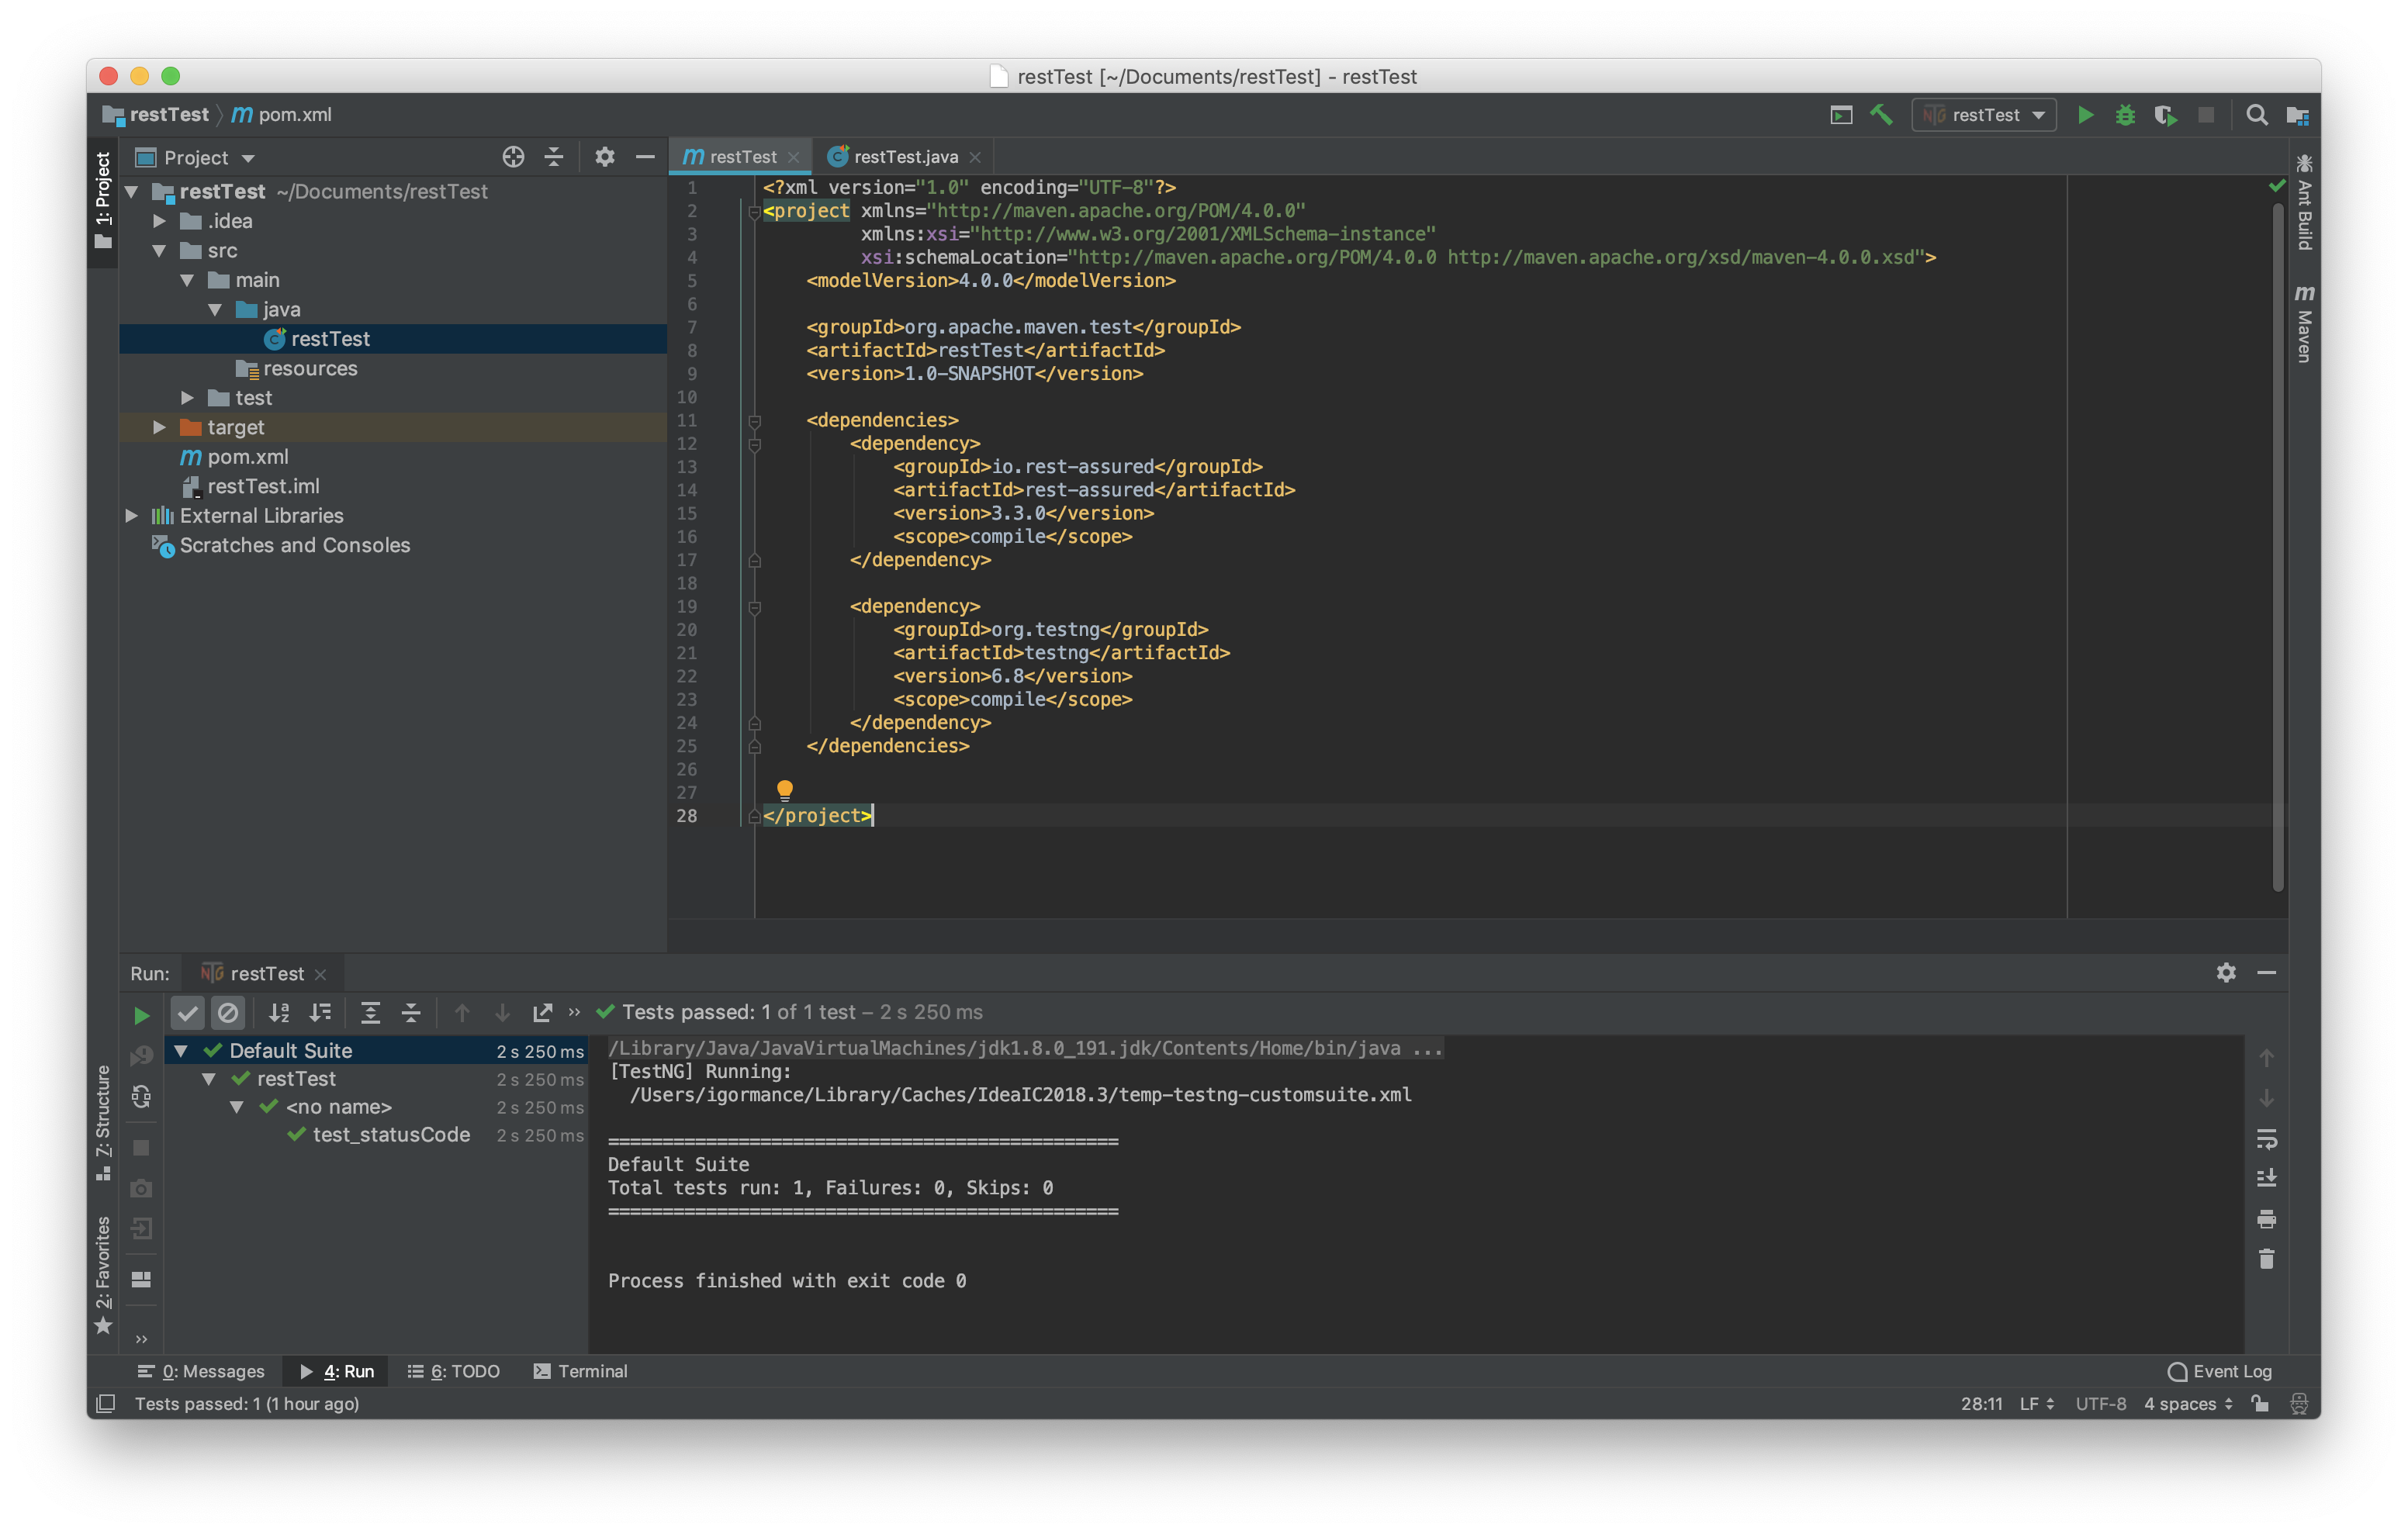 restTest [~/Documents/restTest] - restTest
restTest pom.xml
restTest
1: Project
Project
restTest ~/Documents/restTest
.idea
src
main
java
restTest
resources
test
target
pom.xml
restTest.iml
External Libraries
Scratches and Consoles
restTest
restTest.java
1 <?xml version="1.0" encoding="UTF-8"?>
2 <project xmlns="http://maven.apache.org/POM/4.0.0"
3 xmlns:xsi="http://www.w3.org/2001/XMLSchema-instance"
4 xsi:schemaLocation="http://maven.apache.org/POM/4.0.0 http://maven.apache.org/xsd/maven-4.0.0.xsd">
5 <modelVersion>4.0.0</modelVersion>
6
7 <groupId>org.apache.maven.test</groupId>
8 <artifactId>restTest</artifactId>
9 <version>1.0-SNAPSHOT</version>
10
11 <dependencies>
12 <dependency>
13 <groupId>io.rest-assured</groupId>
14 <artifactId>rest-assured</artifactId>
15 <version>3.3.0</version>
16 <scope>compile</scope>
17 </dependency>
18
19 <dependency>
20 <groupId>org.testng</groupId>
21 <artifactId>testng</artifactId>
22 <version>6.8</version>
23 <scope>compile</scope>
24 </dependency>
25 </dependencies>
26
27
28 </project>
Ant Build
Maven
Run: restTest
Tests passed: 1 of 1 test – 2 s 250 ms
Default Suite 2 s 250 ms
restTest 2 s 250 ms
<no name> 2 s 250 ms
test_statusCode 2 s 250 ms
/Library/Java/JavaVirtualMachines/jdk1.8.0_191.jdk/Contents/Home/bin/java ...
[TestNG] Running:
/Users/igormance/Library/Caches/IdeaIC2018.3/temp-testng-customsuite.xml
===============================================
Default Suite
Total tests run: 1, Failures: 0, Skips: 0
===============================================
Process finished with exit code 0
7: Structure
2: Favorites
0: Messages
4: Run
6: TODO
Terminal
Event Log
Tests passed: 1 (1 hour ago)
28:11 LF UTF-8 4 spaces